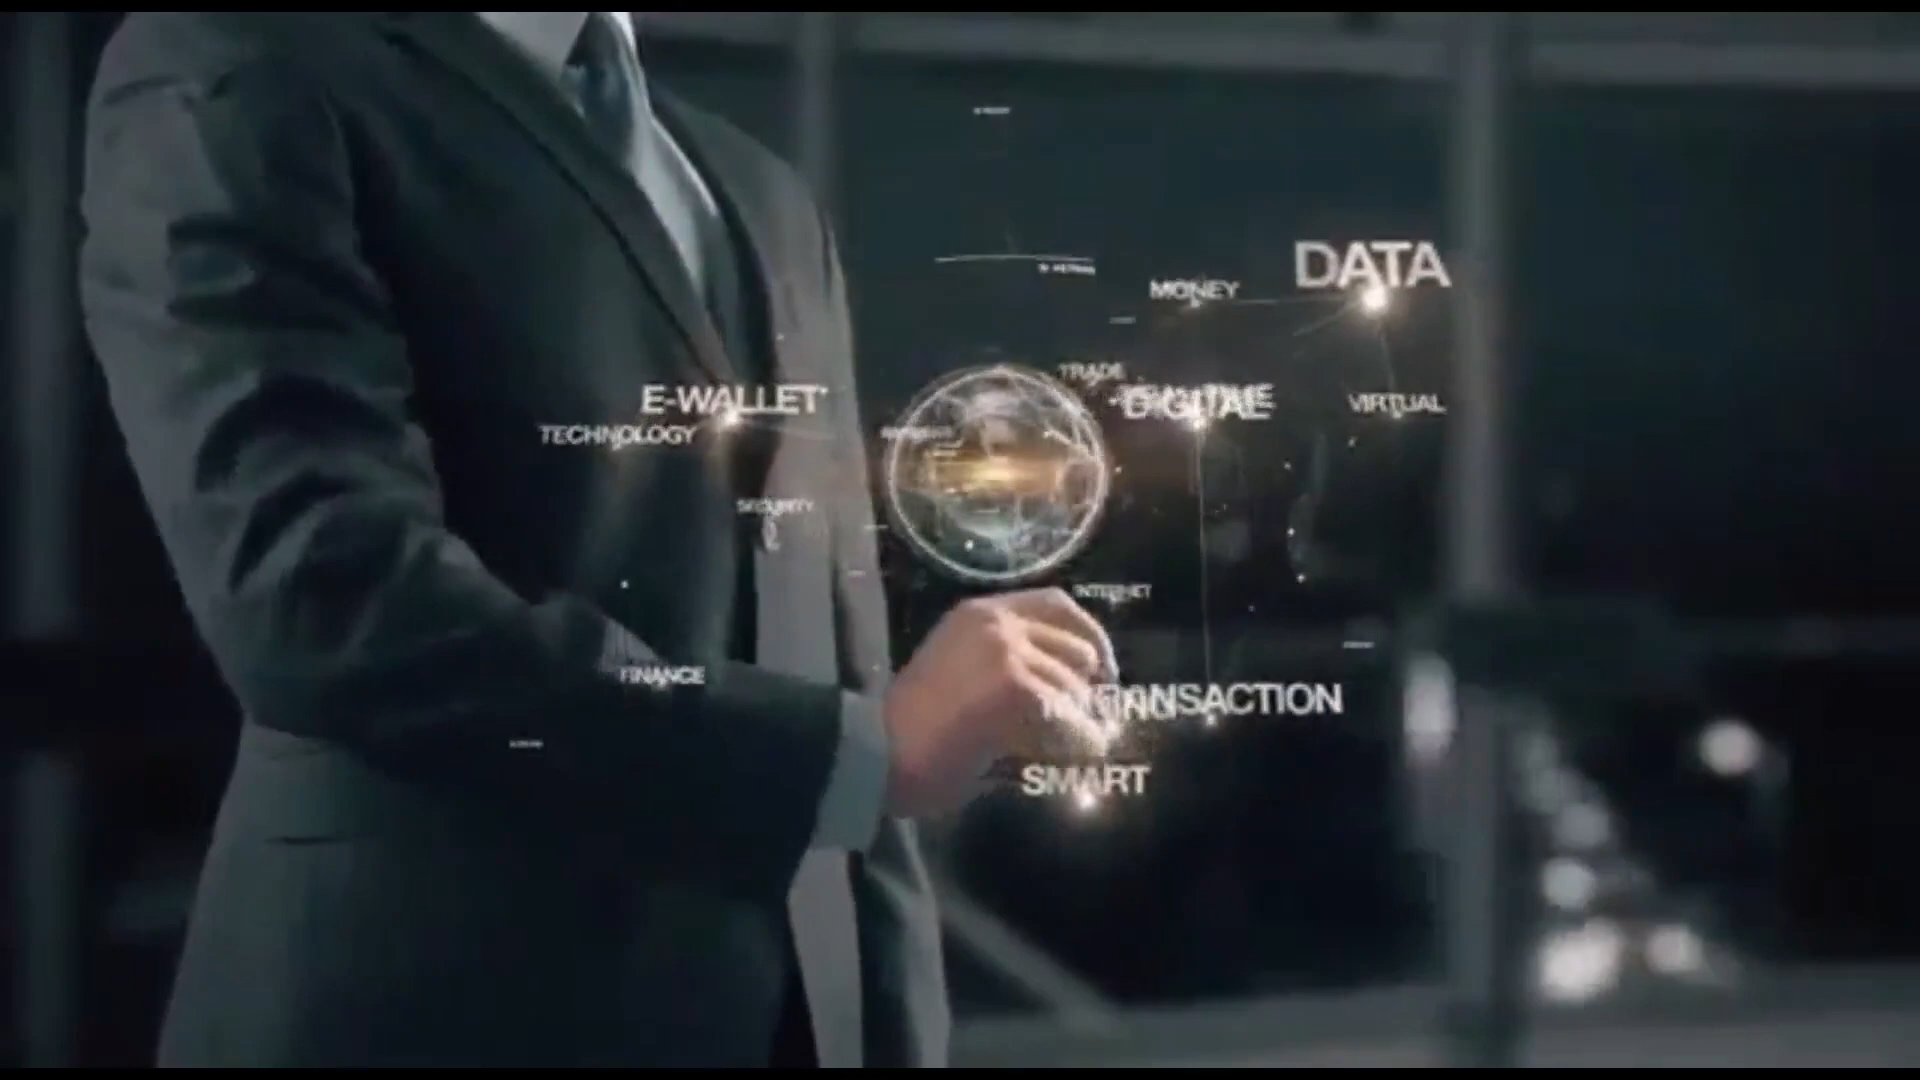 DATA
MONEY
TRADE
E-WALLET
DIGITAL
VIRTUAL
TECHNOLOGY
SECURITY
INTERNET
FINANCE
TRANSACTION
SMART